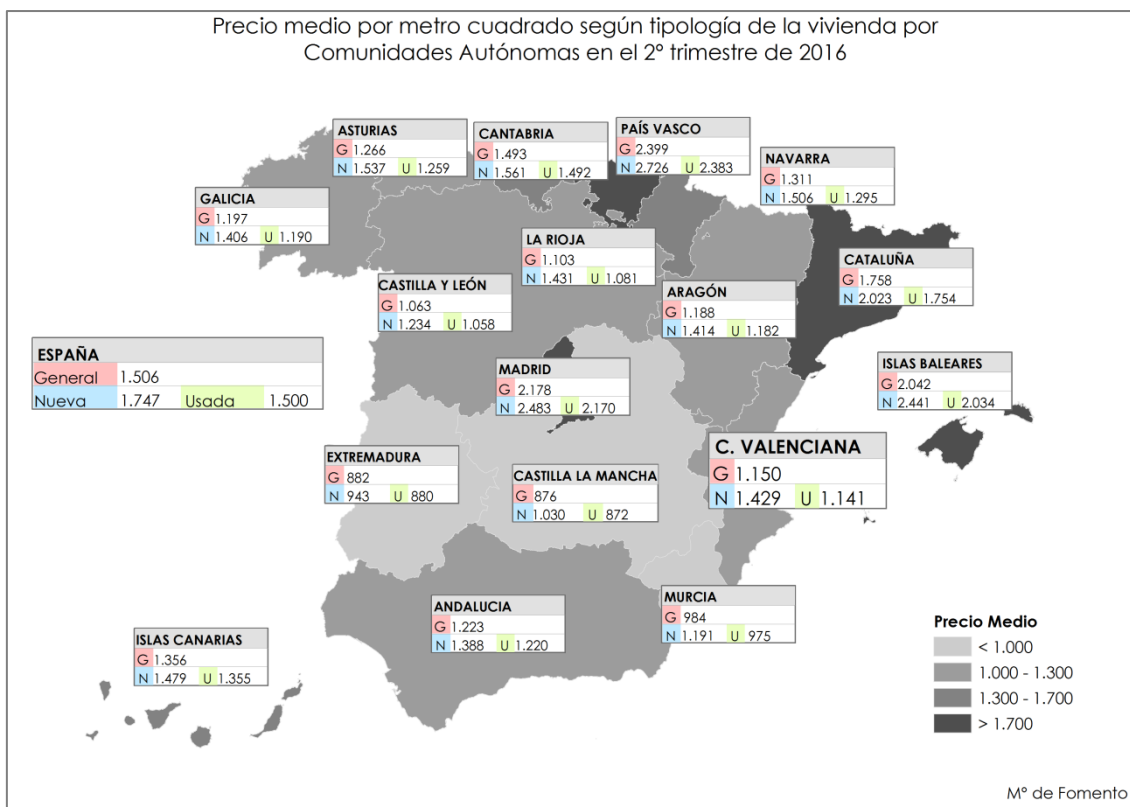 Precio medio por metro cuadrado según tipología de la vivienda por
Comunidades Autónomas en el 2º trimestre de 2016
ASTURIAS
G 1.266
N 1.537 U 1.259
CANTABRIA
G 1.493
N 1.561 U 1.492
PAÍS VASCO
G 2.399
N 2.726 U 2.383
NAVARRA
G 1.311
N 1.506 U 1.295
GALICIA
G 1.197
N 1.406 U 1.190
LA RIOJA
G 1.103
N 1.431 U 1.081
CATALUÑA
G 1.758
N 2.023 U 1.754
CASTILLA Y LEÓN
G 1.063
N 1.234 U 1.058
ARAGÓN
G 1.188
N 1.414 U 1.182
ESPAÑA
General 1.506
Nueva 1.747 Usada 1.500
MADRID
G 2.178
N 2.483 U 2.170
ISLAS BALEARES
G 2.042
N 2.441 U 2.034
C. VALENCIANA
G 1.150
N 1.429 U 1.141
EXTREMADURA
G 882
N 943 U 880
CASTILLA LA MANCHA
G 876
N 1.030 U 872
MURCIA
G 984
N 1.191 U 975
ANDALUCIA
G 1.223
N 1.388 U 1.220
ISLAS CANARIAS
G 1.356
N 1.479 U 1.355
Precio Medio
< 1.000
1.000 - 1.300
1.300 - 1.700
> 1.700
Mº de Fomento